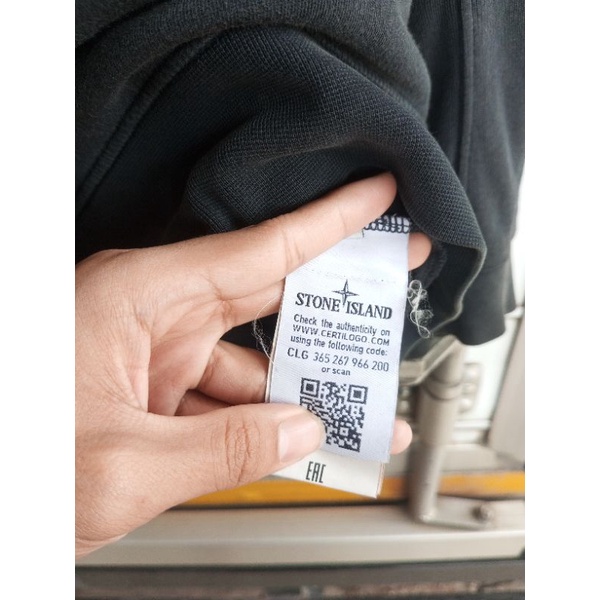 STONE ISLAND
Check the authenticity on
WWW.CERTILOGO.COM
using the following code:
CLG 365 267 966 200
or scan
EAC